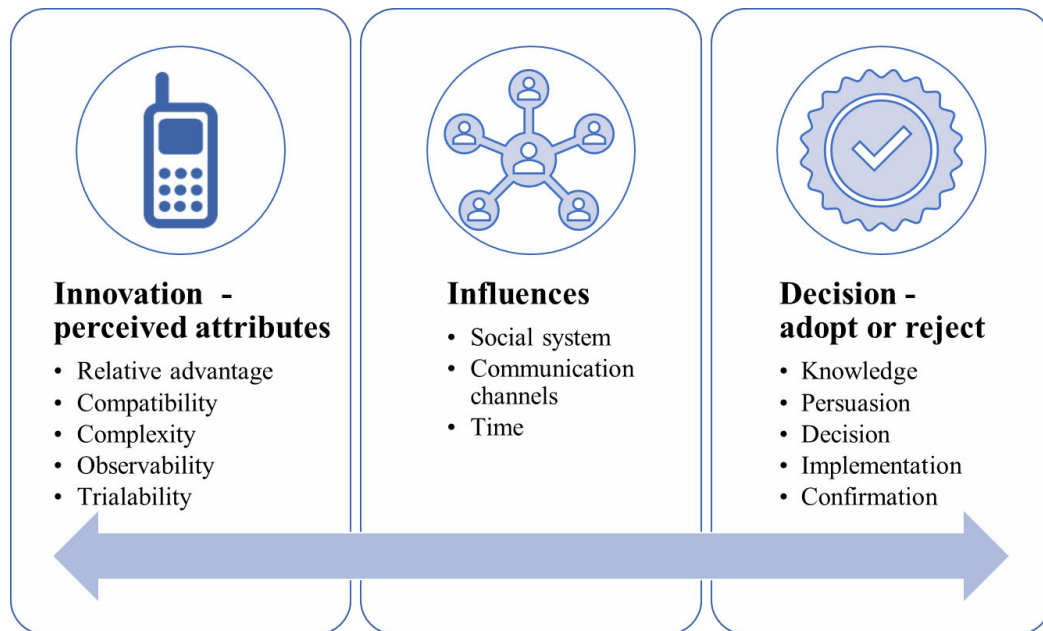 Innovation -
perceived attributes
• Relative advantage
• Compatibility
• Complexity
• Observability
• Trialability
Influences
• Social system
• Communication
channels
• Time
Decision -
adopt or reject
• Knowledge
• Persuasion
• Decision
• Implementation
• Confirmation